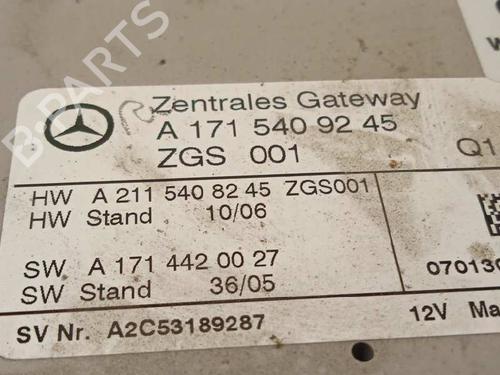 Zentrales Gateway
A 171 540 92 45
ZGS 001 Q1
HW A 211 540 82 45 ZGS001
HW Stand 10/06
SW A 171 442 00 27
SW Stand 36/05
SV Nr. A2C53189287 12V
B-PARTS